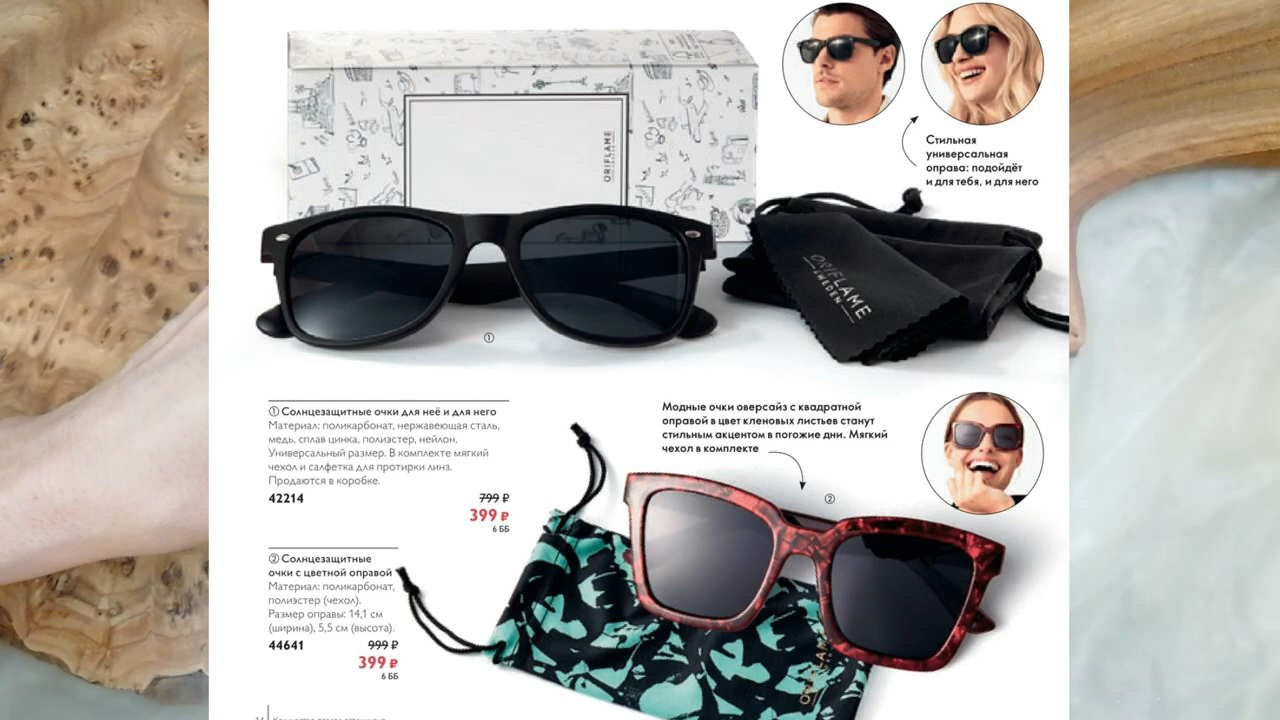 ORIFLAME
SWEDEN
Стильная
универсальная
оправа: подойдёт
и для тебя, и для него
ORIFLAME
SWEDEN
①
① Солнцезащитные очки для неё и для него
Материал: поликарбонат, нержавеющая сталь,
медь, сплав цинка, полиэстер, нейлон.
Универсальный размер. В комплекте мягкий
чехол и салфетка для протирки линз.
Продаются в коробке.
42214
799 ₽
399 ₽
6 ББ
Модные очки оверсайз с квадратной
оправой в цвет кленовых листьев станут
стильным акцентом в погожие дни. Мягкий
чехол в комплекте
②
② Солнцезащитные
очки с цветной оправой
Материал: поликарбонат,
полиэстер (чехол).
Размер оправы: 14,1 см
(ширина), 5,5 см (высота).
44641
999 ₽
399 ₽
6 ББ